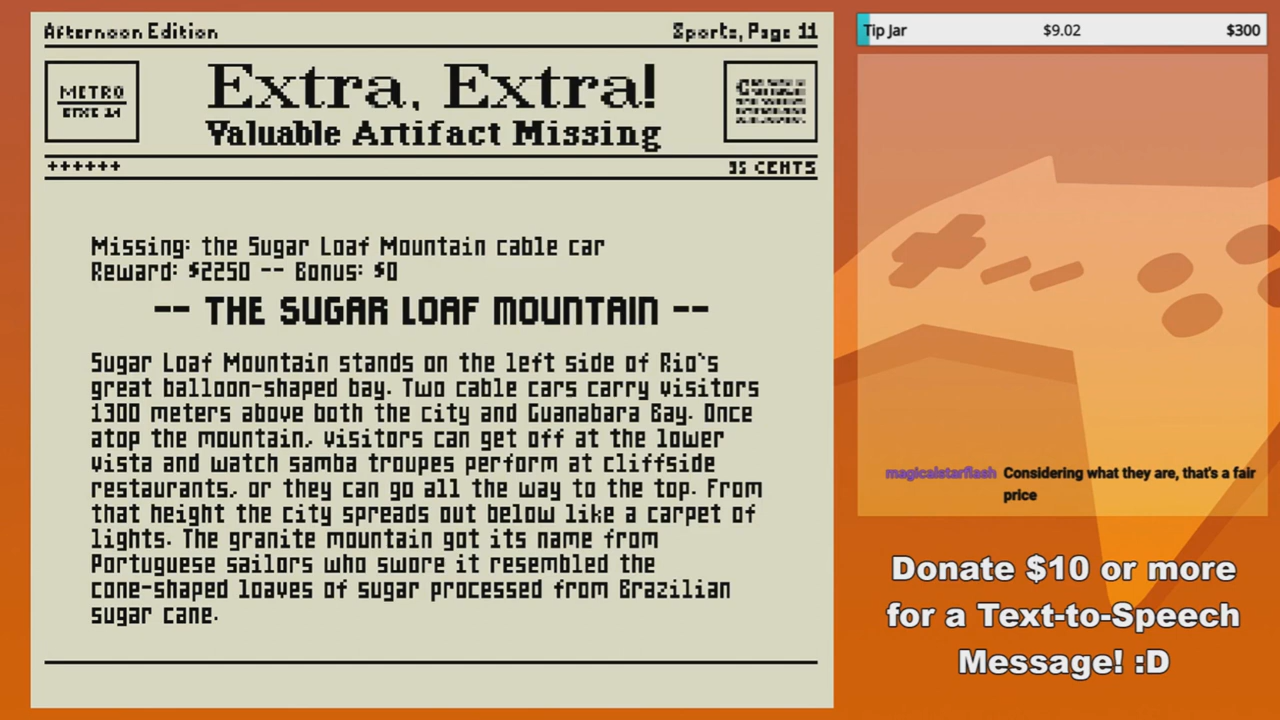 Afternoon Edition
Sports, Page 11
METRO
Extra, Extra!
Valuable Artifact Missing
++++++
35 CENTS
Missing: the Sugar Loaf Mountain cable car
Reward: $2250 -- Bonus: $0
-- THE SUGAR LOAF MOUNTAIN --
Sugar Loaf Mountain stands on the left side of Rio's
great balloon-shaped bay. Two cable cars carry visitors
1300 meters above both the city and Guanabara Bay. Once
atop the mountain, visitors can get off at the lower
vista and watch samba troupes perform at cliffside
restaurants, or they can go all the way to the top. From
that height the city spreads out below like a carpet of
lights. The granite mountain got its name from
Portuguese sailors who swore it resembled the
cone-shaped loaves of sugar processed from Brazilian
sugar cane.
Tip Jar $9.02 $300
magicalstarflash Considering what they are, that's a fair
price
Donate $10 or more
for a Text-to-Speech
Message! :D